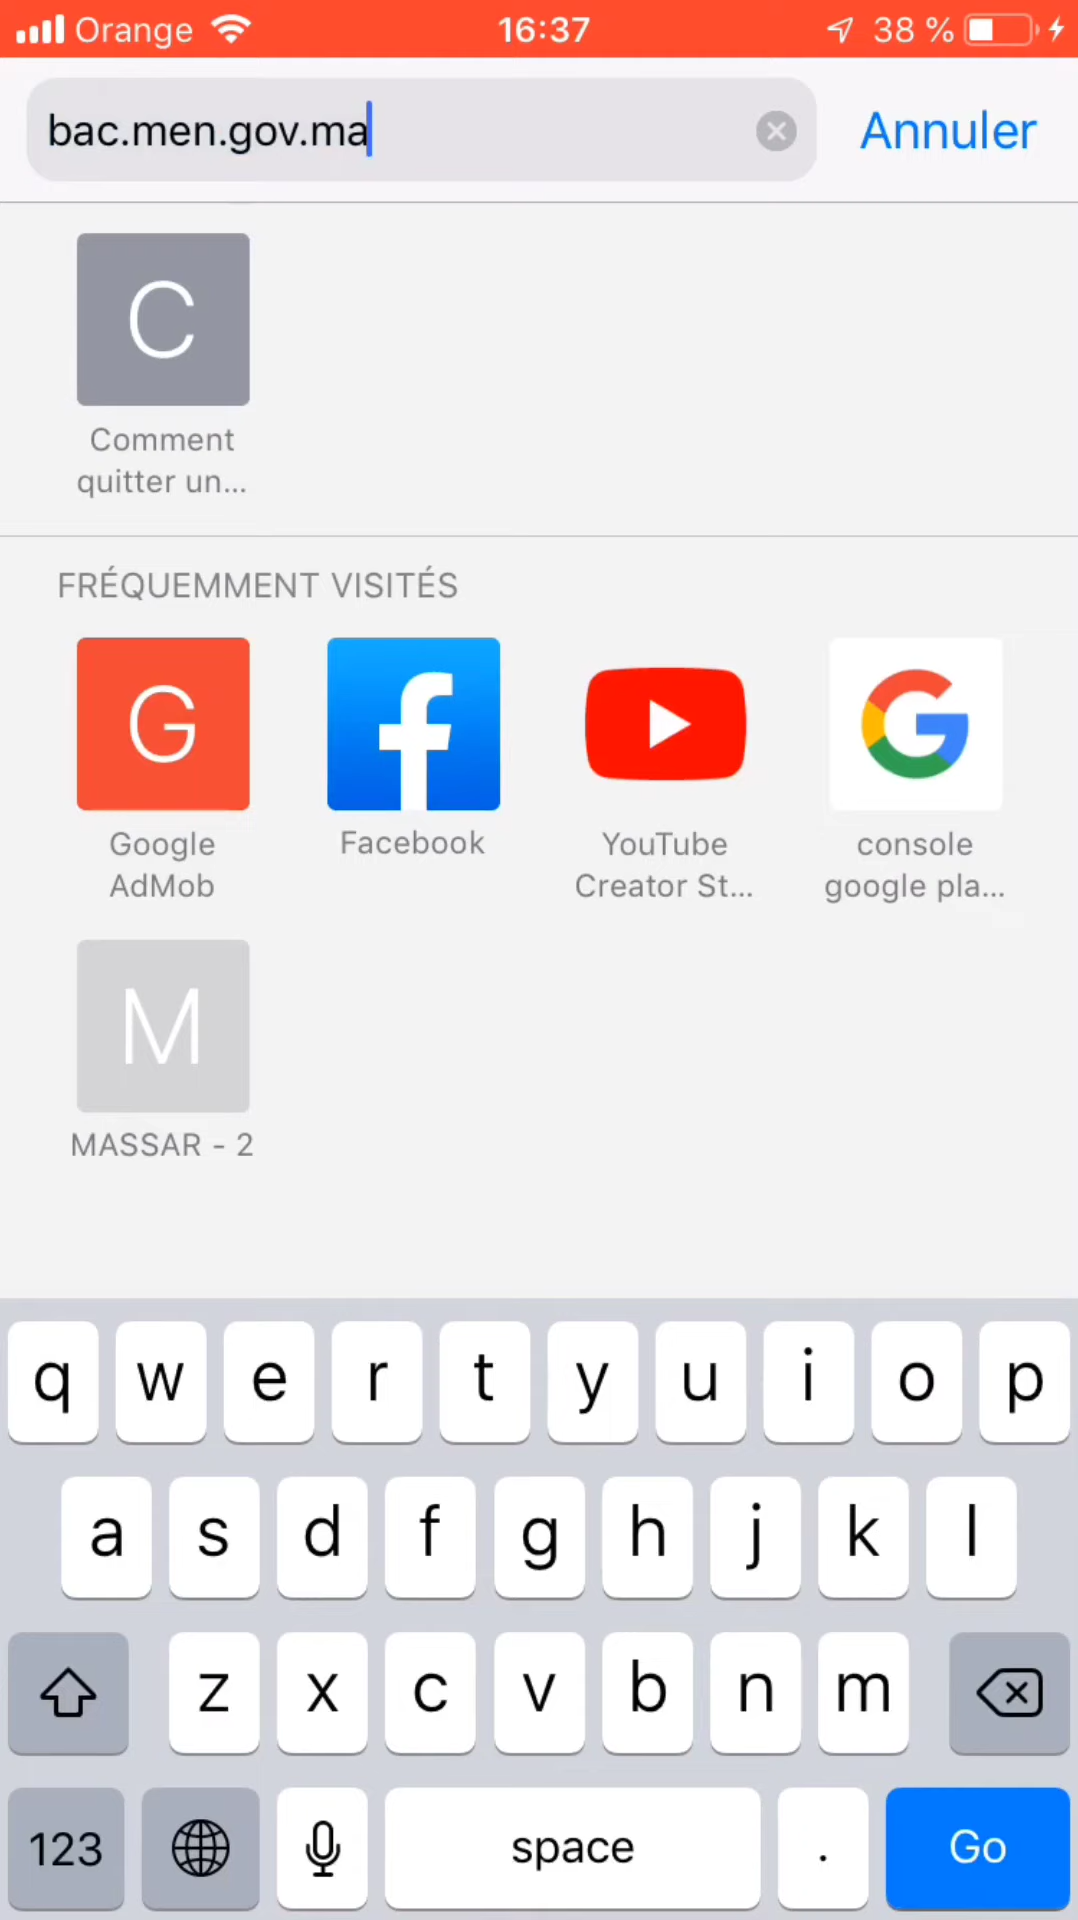 Orange 16:37 38 %
bac.men.gov.ma Annuler
C
Comment
quitter un...
FRÉQUEMMENT VISITÉS
G
Google
AdMob
Facebook
YouTube
Creator St...
console
google pla...
M
MASSAR - 2
q w e r t y u i o p
a s d f g h j k l
z x c v b n m
123 space . Go